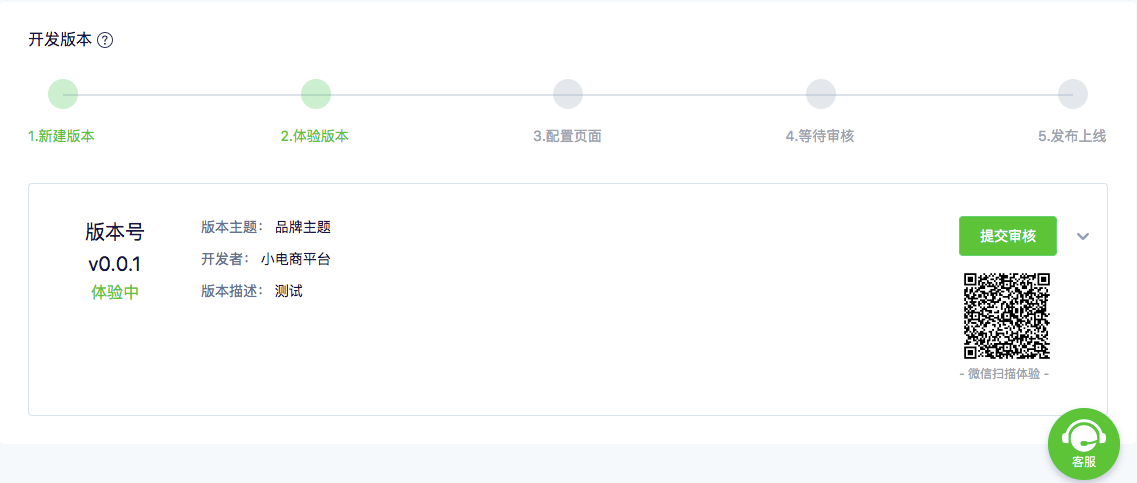 开发版本 ?
1.新建版本
2.体验版本
3.配置页面
4.等待审核
5.发布上线
版本号
v0.0.1
体验中
版本主题： 品牌主题
开发者： 小电商平台
版本描述： 测试
提交审核
- 微信扫描体验 -
客服